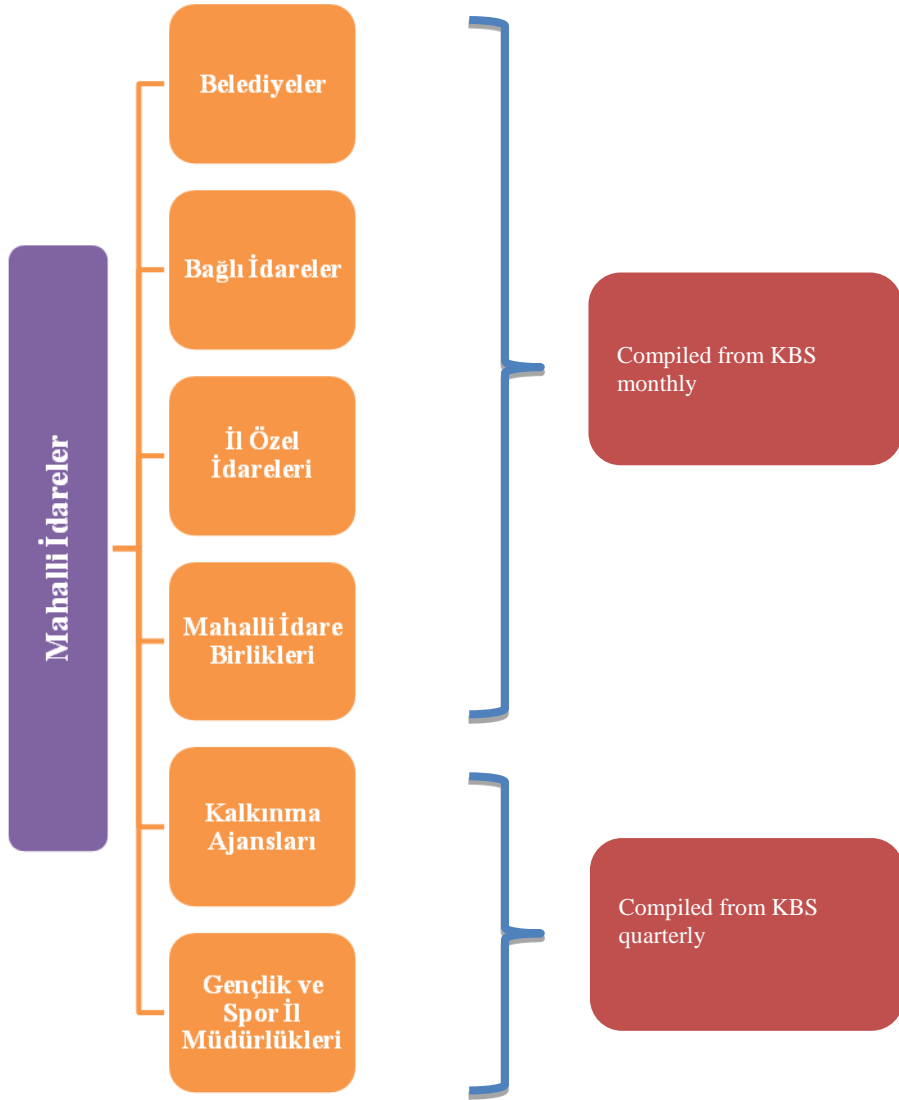 Mahalli İdareler
Belediyeler
Bağlı İdareler
İl Özel
İdareleri
Mahalli İdare
Birlikleri
Kalkınma
Ajansları
Gençlik ve
Spor İl
Müdürlükleri
Compiled from KBS
monthly
Compiled from KBS
quarterly